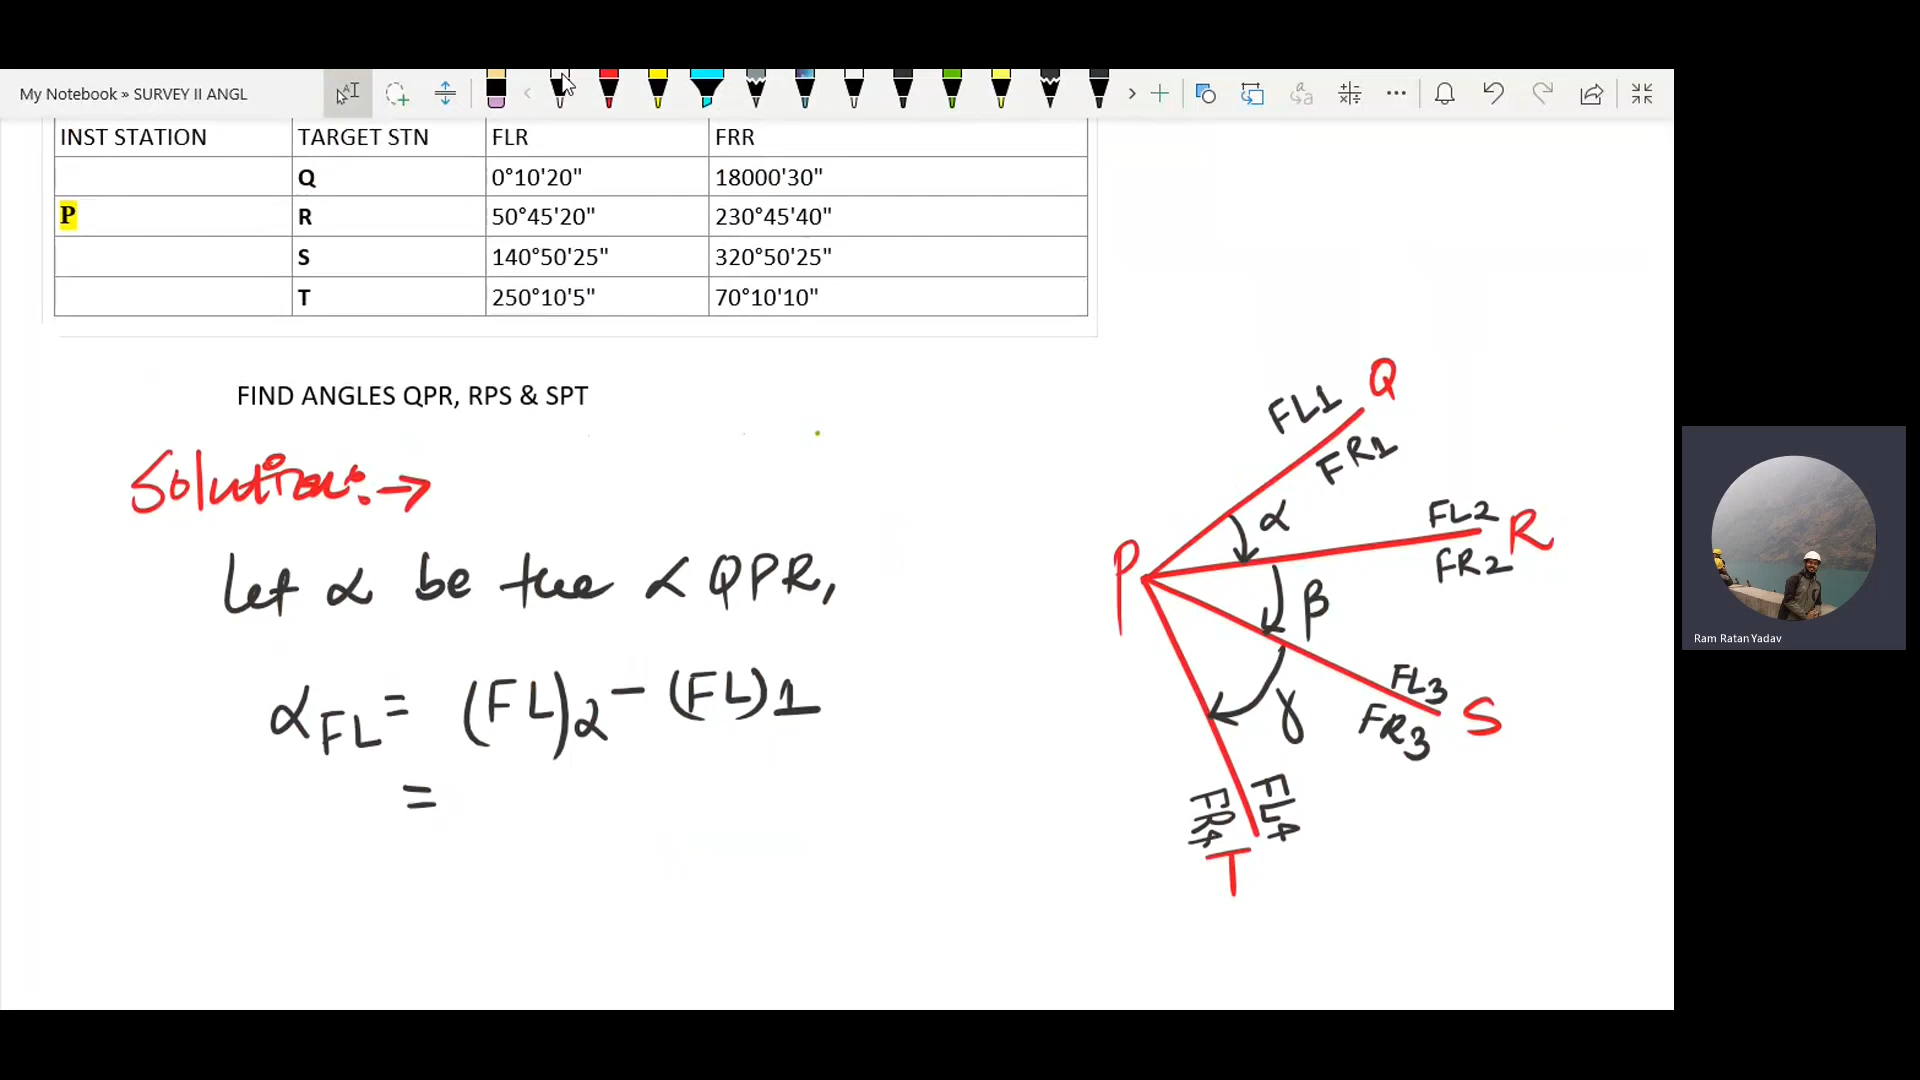 My Notebook » SURVEY II ANGL
INST STATION TARGET STN FLR FRR
Q 0°10'20" 18000'30"
P R 50°45'20" 230°45'40"
S 140°50'25" 320°50'25"
T 250°10'5" 70°10'10"
FIND ANGLES QPR, RPS & SPT
Solution:→
Let α be the ∠ QPR,
αFL = (FL)2 - (FL)1
=
Q
FL1
FR1
α
FL2
R
FR2
P
β
FL3
S
FR3
γ
FL4
FR4
T
Ram Ratan Yadav